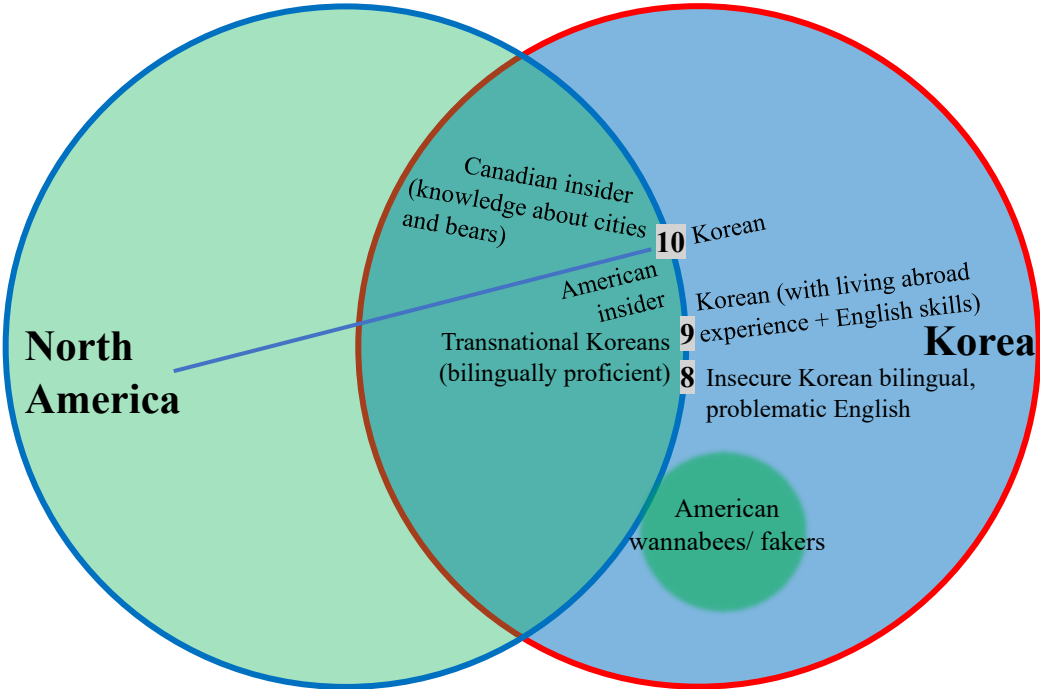 Canadian insider
(knowledge about cities
and bears)
10
Korean
American
insider
Korean (with living abroad
experience + English skills)
9
North
America
Korea
Transnational Koreans
(bilingually proficient)
8
Insecure Korean bilingual,
problematic English
American
wannabees/ fakers